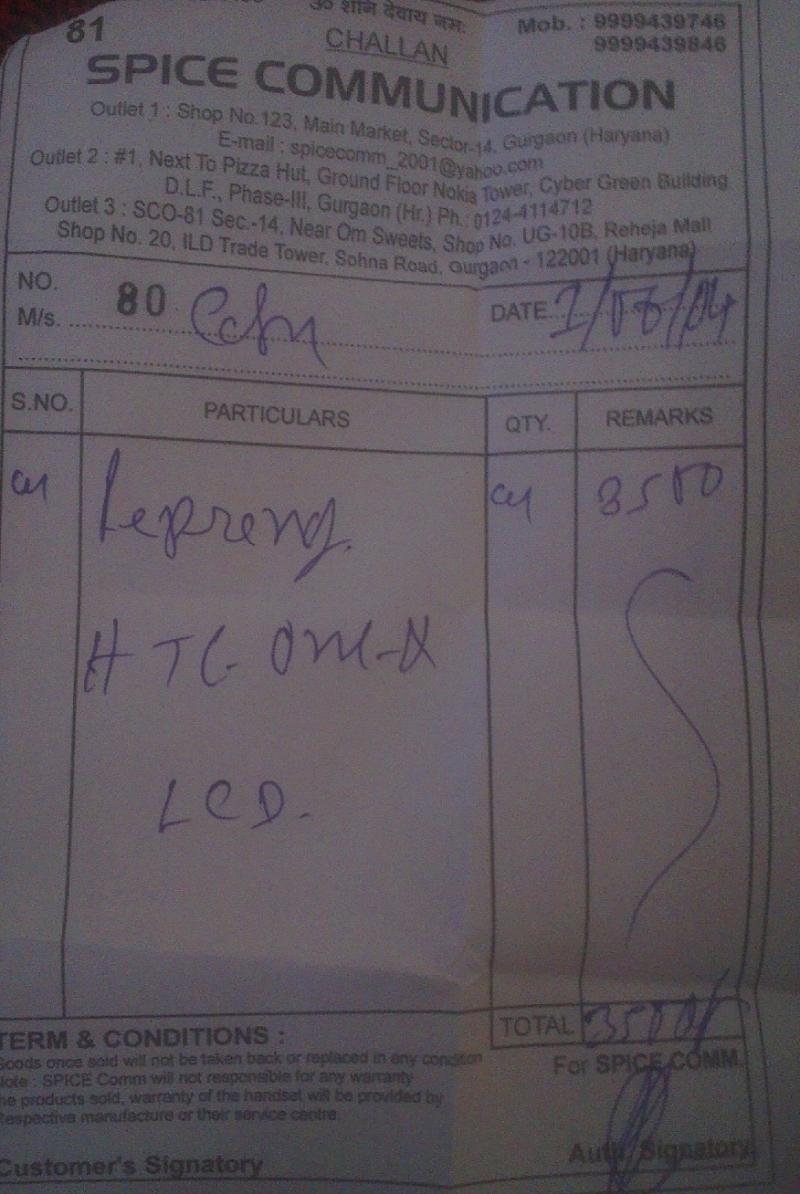 81
ॐ शनि देवाय नमः
Mob. : 9999439746
9999439846
CHALLAN
SPICE COMMUNICATION
Outlet 1 : Shop No.123, Main Market, Sector-14, Gurgaon (Haryana)
E-mail : spicecomm_2001@yahoo.com
Outlet 2 : #1, Next To Pizza Hut, Ground Floor Nokia Tower, Cyber Green Building
D.L.F., Phase-III, Gurgaon (Hr.) Ph.: 0124-4114712
Outlet 3 : SCO-81 Sec.-14, Near Om Sweets, Shop No. UG-10B, Reheja Mall
Shop No. 20, ILD Trade Tower, Sohna Road, Gurgaon - 122001 (Haryana)
NO. 80
M/s. DATE
S.NO. PARTICULARS QTY. REMARKS
3500
HTC One-X
LCD.
TOTAL 3500/
TERM & CONDITIONS :
Goods once sold will not be taken back or replaced in any condition
Note : SPICE Comm will not responsible for any warranty
he products sold, warranty of the handset will be provided by
Respective manufacture or their service centre.
For SPICE COMM.
Customer's Signatory
Auth. Signatory